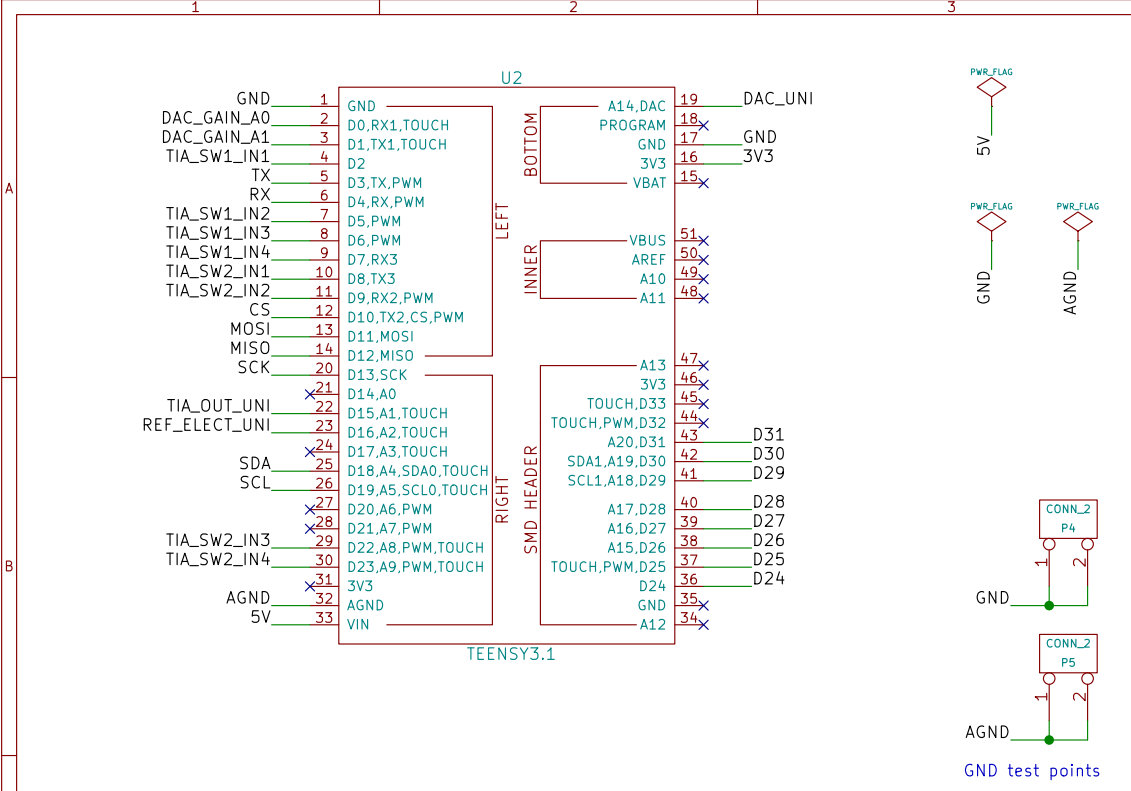 1 2 3
A
B
U2
TEENSY3.1
GND 1 GND
DAC_GAIN_A0 2 D0,RX1,TOUCH
DAC_GAIN_A1 3 D1,TX1,TOUCH
TIA_SW1_IN1 4 D2
TX 5 D3,TX,PWM
RX 6 D4,RX,PWM
TIA_SW1_IN2 7 D5,PWM
TIA_SW1_IN3 8 D6,PWM
TIA_SW1_IN4 9 D7,RX3
TIA_SW2_IN1 10 D8,TX3
TIA_SW2_IN2 11 D9,RX2,PWM
CS 12 D10,TX2,CS,PWM
MOSI 13 D11,MOSI
MISO 14 D12,MISO
SCK 20 D13,SCK
21 D14,A0
TIA_OUT_UNI 22 D15,A1,TOUCH
REF_ELECT_UNI 23 D16,A2,TOUCH
24 D17,A3,TOUCH
SDA 25 D18,A4,SDA0,TOUCH
SCL 26 D19,A5,SCL0,TOUCH
27 D20,A6,PWM
28 D21,A7,PWM
TIA_SW2_IN3 29 D22,A8,PWM,TOUCH
TIA_SW2_IN4 30 D23,A9,PWM,TOUCH
31 3V3
AGND 32 AGND
5V 33 VIN
LEFT
RIGHT
BOTTOM
INNER
SMD HEADER
A14,DAC 19 DAC_UNI
PROGRAM 18
GND 17 GND
3V3 16 3V3
VBAT 15
VBUS 51
AREF 50
A10 49
A11 48
A13 47
3V3 46
TOUCH,D33 45
TOUCH,PWM,D32 44
A20,D31 43 D31
SDA1,A19,D30 42 D30
SCL1,A18,D29 41 D29
A17,D28 40 D28
A16,D27 39 D27
A15,D26 38 D26
TOUCH,PWM,D25 37 D25
D24 36 D24
GND 35
A12 34
PWR_FLAG
5V
PWR_FLAG
GND
PWR_FLAG
AGND
CONN_2
P4
1 2
GND
CONN_2
P5
1 2
AGND
GND test points